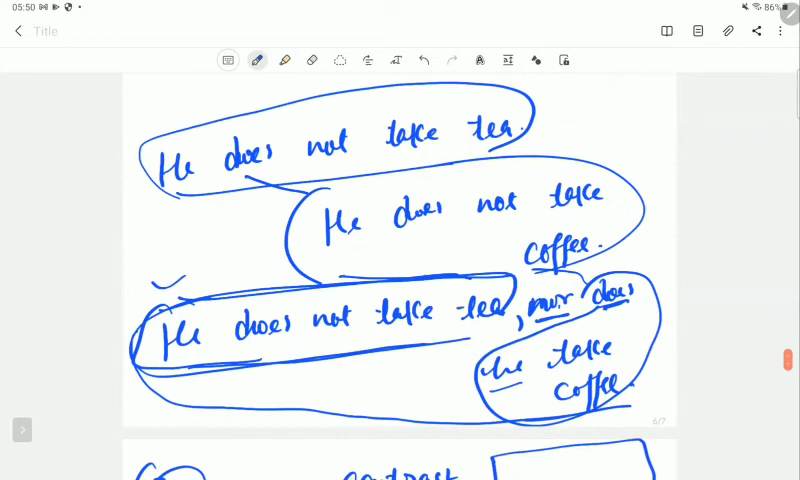 05:50
86%
Title
He does not take tea.
He does not take
coffee.
He does not take tea, nor does
he take
coffee.
6/7
contrast